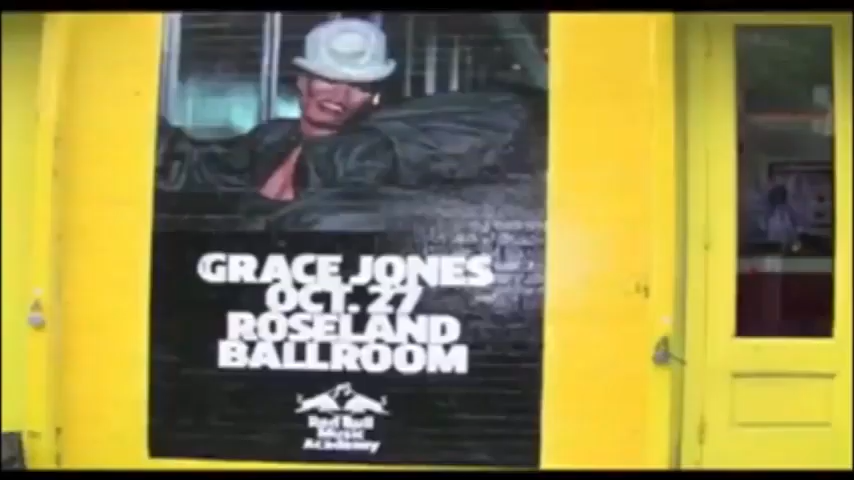 GRACE JONES
OCT. 27
ROSELAND
BALLROOM
Red Bull
Music
Academy